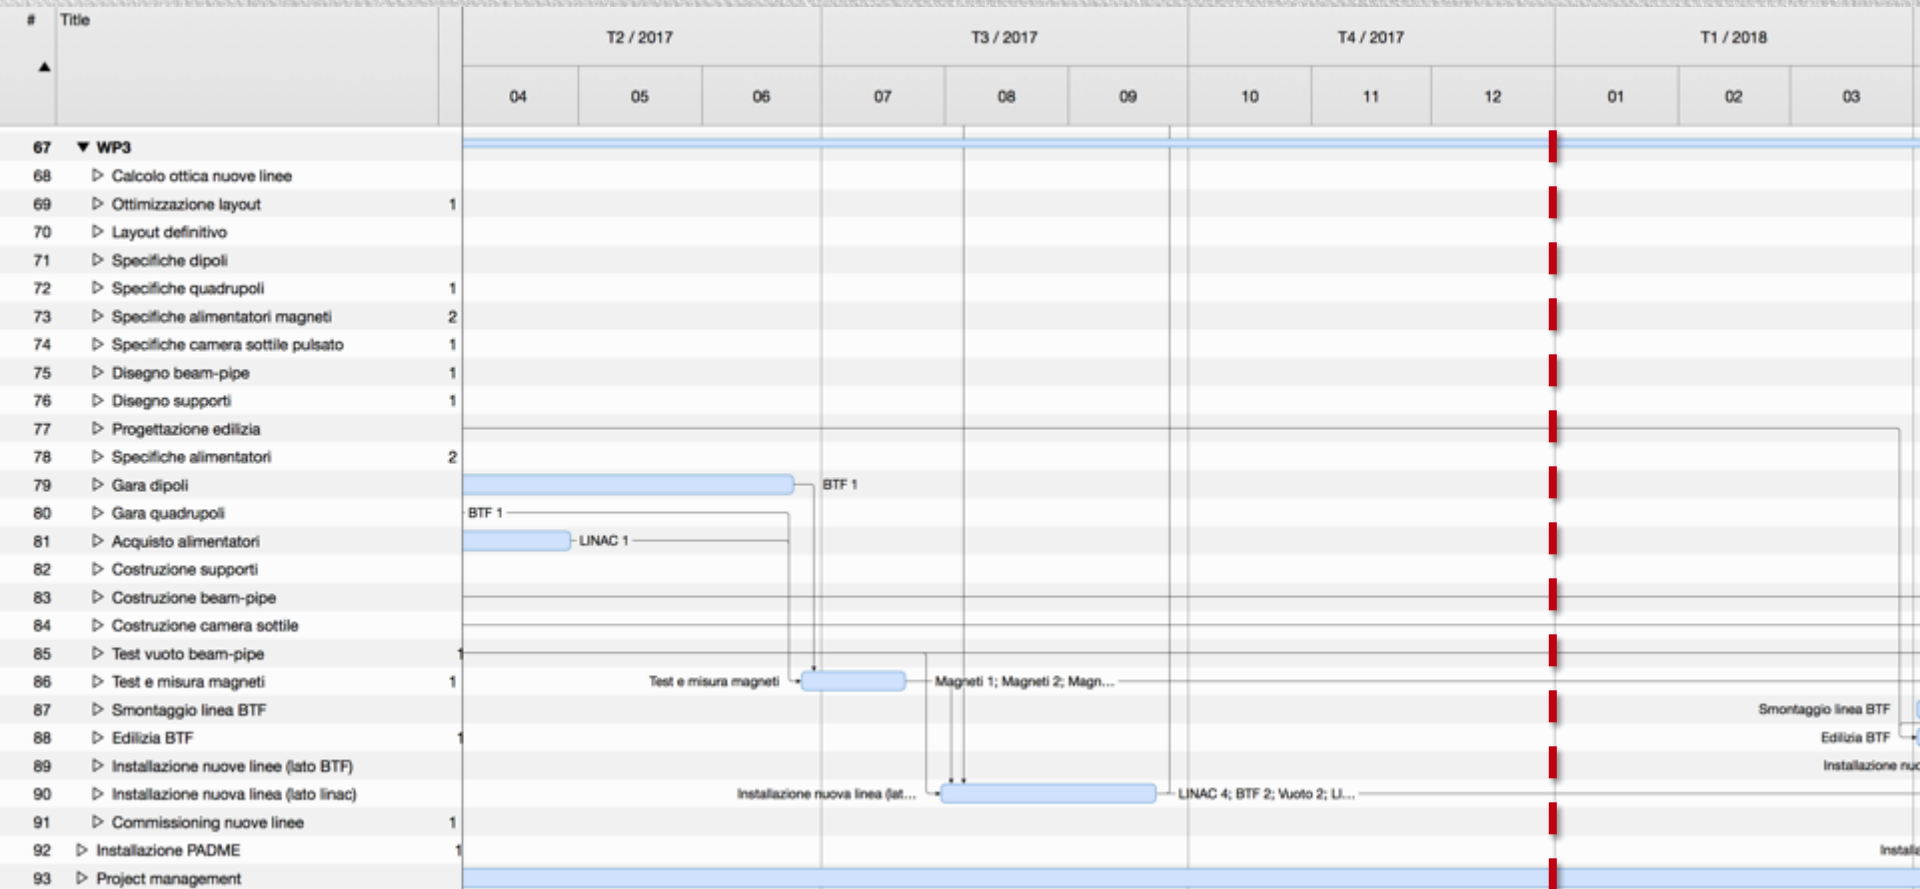 # Title T2 / 2017 T3 / 2017 T4 / 2017 T1 / 2018
04 05 06 07 08 09 10 11 12 01 02 03
67 WP3
68 Calcolo ottica nuove linee
69 Ottimizzazione layout 1
70 Layout definitivo
71 Specifiche dipoli
72 Specifiche quadrupoli 1
73 Specifiche alimentatori magneti 2
74 Specifiche camera sottile pulsato 1
75 Disegno beam-pipe 1
76 Disegno supporti 1
77 Progettazione edilizia
78 Specifiche alimentatori 2
79 Gara dipoli BTF 1
80 Gara quadrupoli BTF 1
81 Acquisto alimentatori LINAC 1
82 Costruzione supporti
83 Costruzione beam-pipe
84 Costruzione camera sottile
85 Test vuoto beam-pipe 1
86 Test e misura magneti 1 Test e misura magneti Magneti 1; Magneti 2; Magn...
87 Smontaggio linea BTF Smontaggio linea BTF
88 Edilizia BTF 1 Edilizia BTF
89 Installazione nuove linee (lato BTF) Installazione nuo
90 Installazione nuova linea (lato linac) Installazione nuova linea (lat... LINAC 4; BTF 2; Vuoto 2; LI...
91 Commissioning nuove linee 1
92 Installazione PADME 1 Install
93 Project management